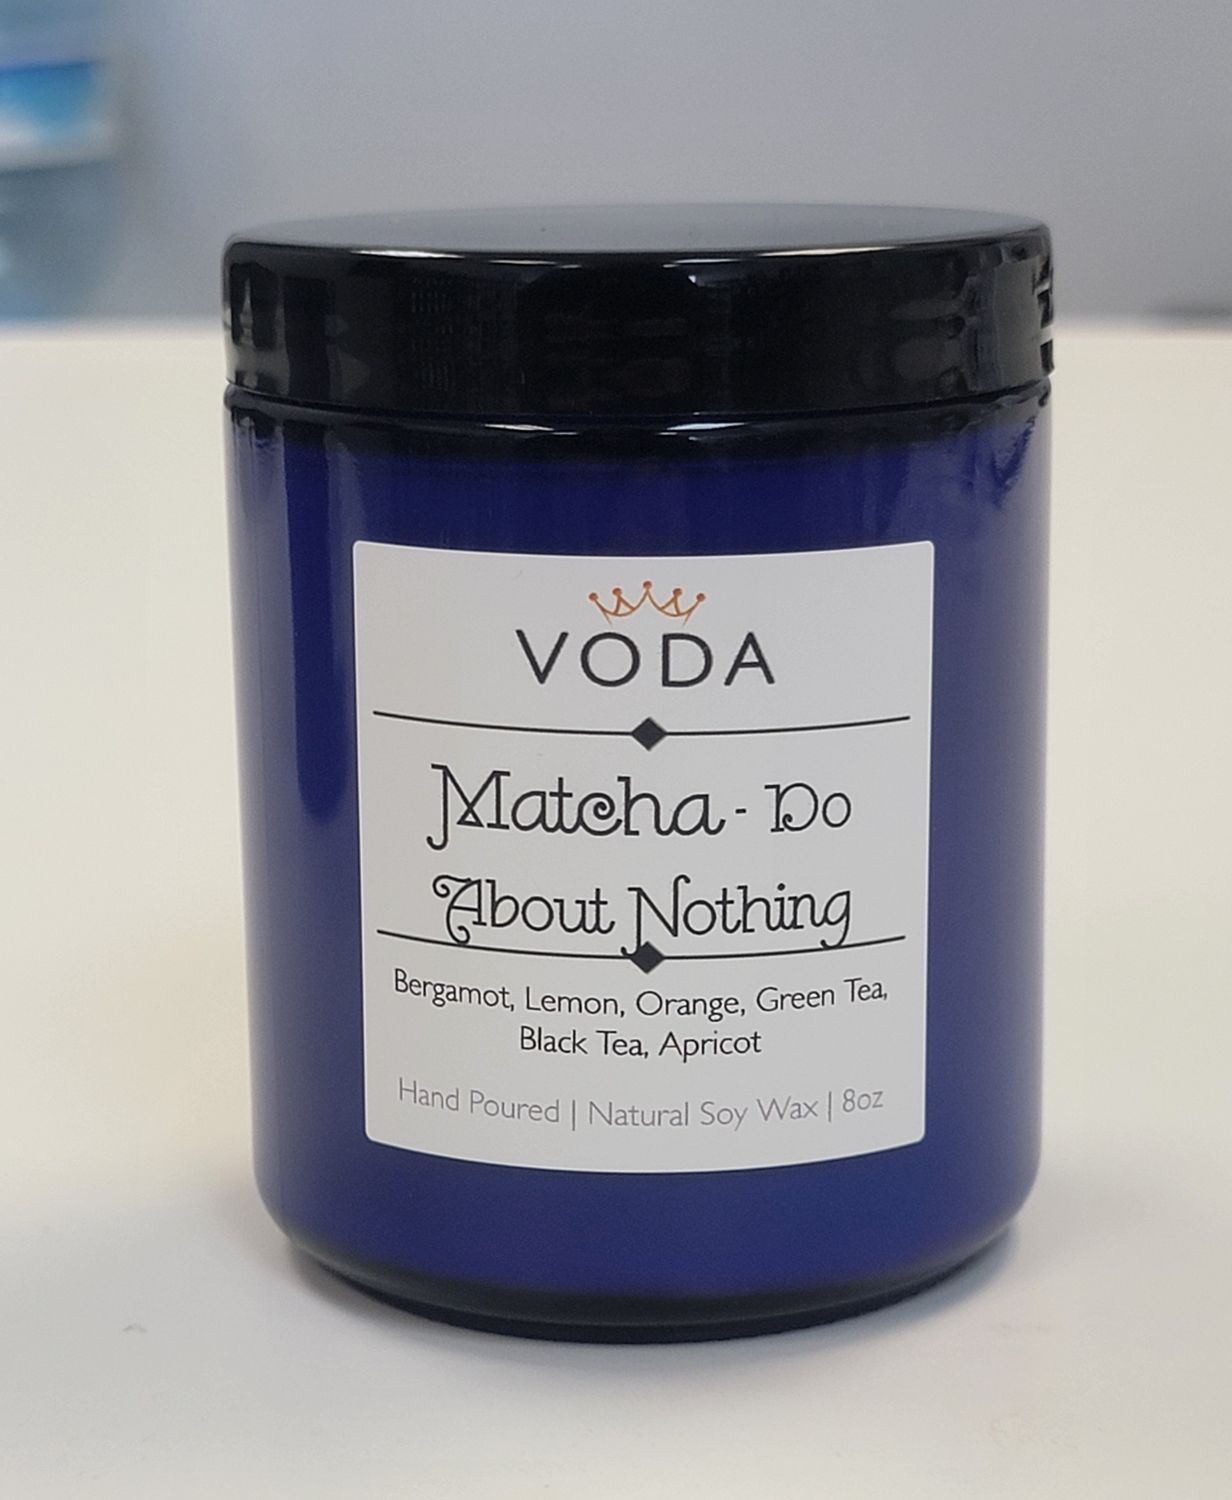 VODA
Matcha - Do
About Nothing
Bergamot, Lemon, Orange, Green Tea,
Black Tea, Apricot
Hand Poured | Natural Soy Wax | 8oz